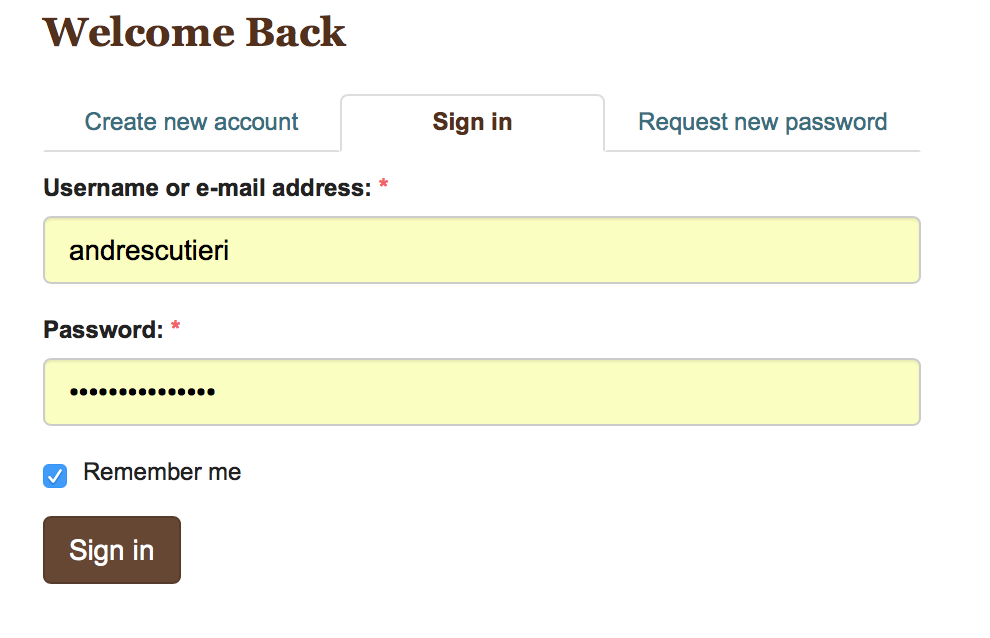 Welcome Back
Create new account Sign in Request new password
Username or e-mail address: *
andrescutieri
Password: *
•••••••••••••••
Remember me
Sign in